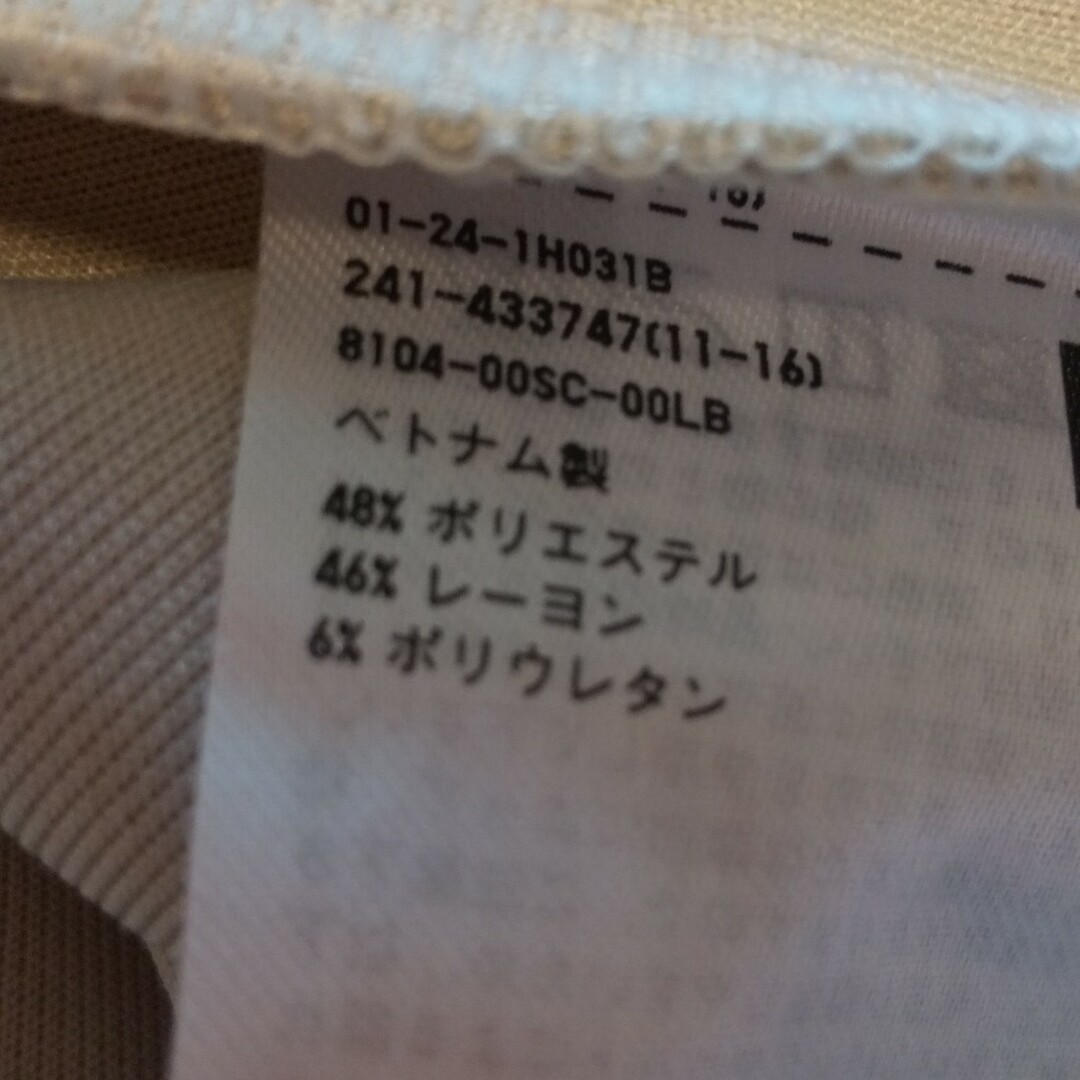 01-24-1H031B
241-433747(11-16)
8104-00SC-00LB
ベトナム製
48% ポリエステル
46% レーヨン
6% ポリウレタン